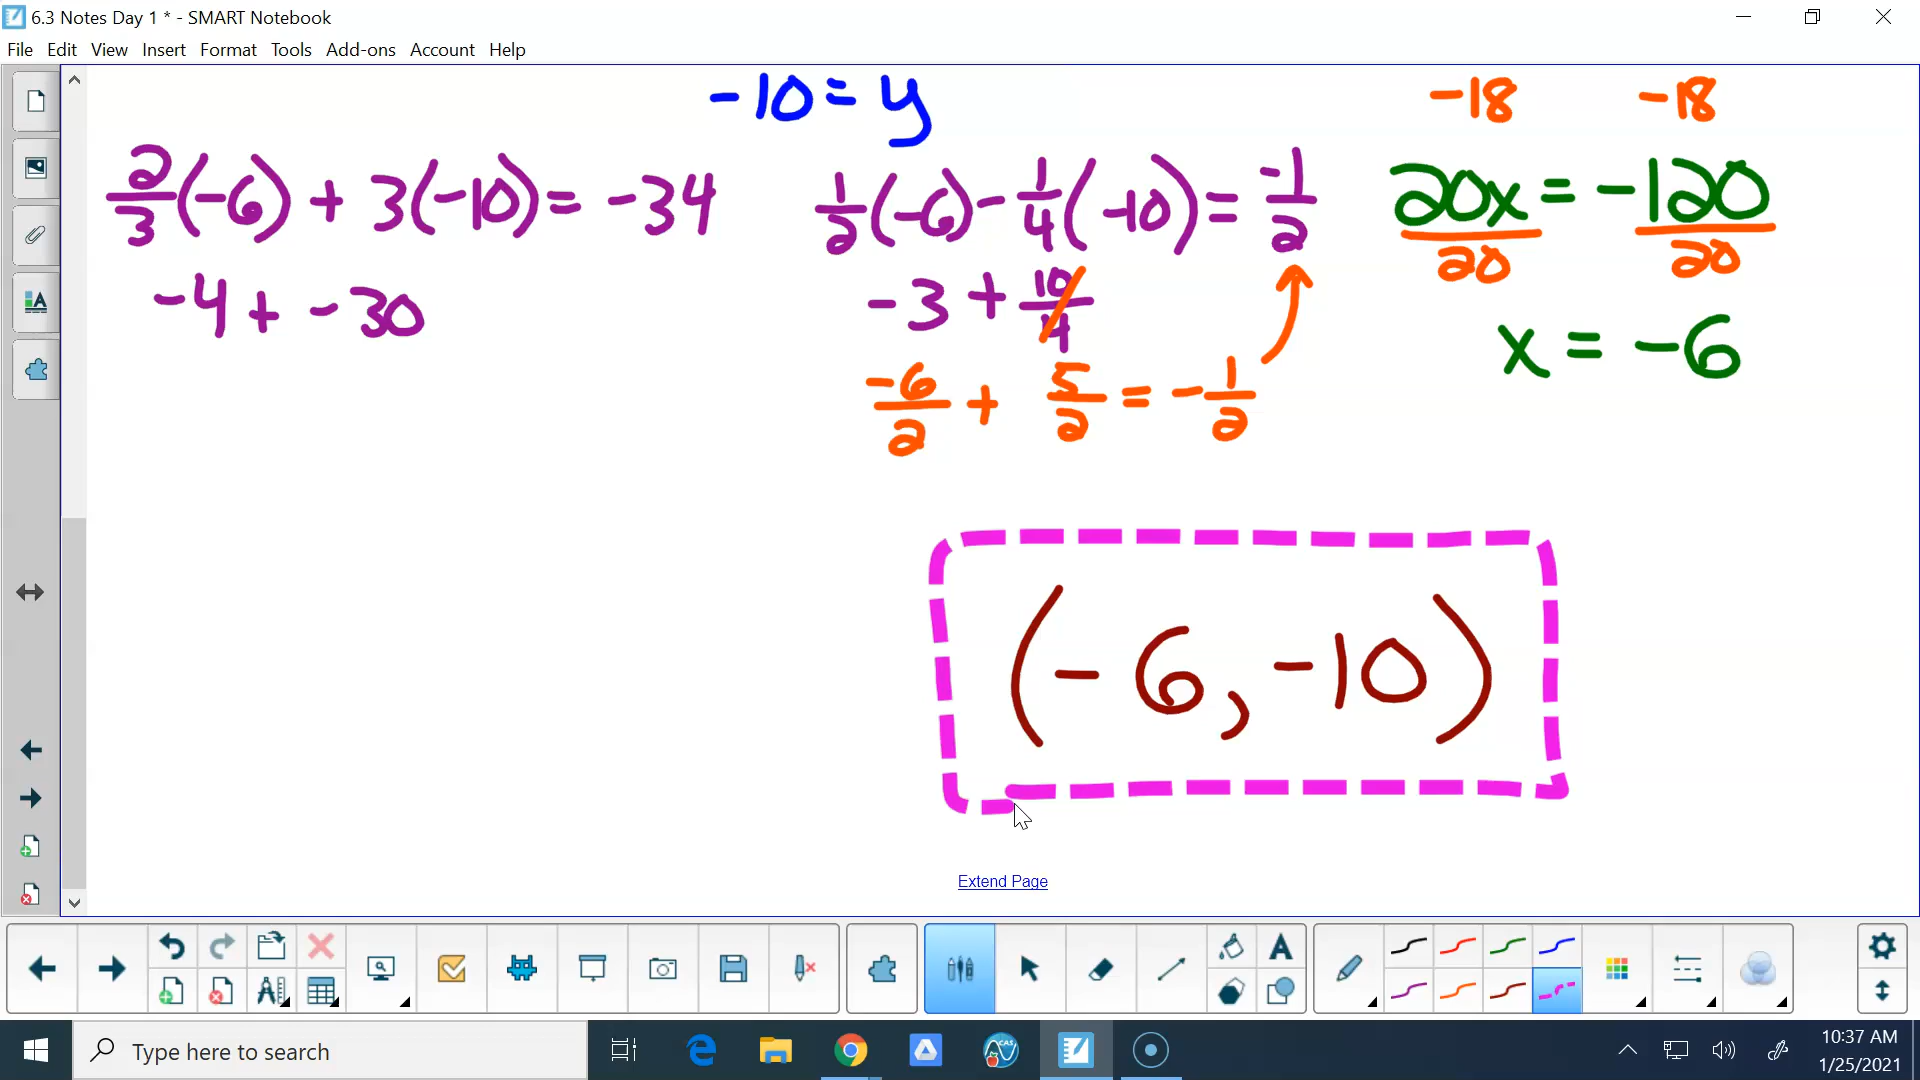 6.3 Notes Day 1 * - SMART Notebook
File Edit View Insert Format Tools Add-ons Account Help
-10 = y
-18 -18
2/3(-6) + 3(-10) = -34
1/2(-6) - 1/4(-10) = -1/2
20x = -120
20 20
-4 + -30
-3 + 10/4
x = -6
-6/2 + 5/2 = -1/2
(-6, -10)
Extend Page
A
Type here to search
CAS
10:37 AM
1/25/2021